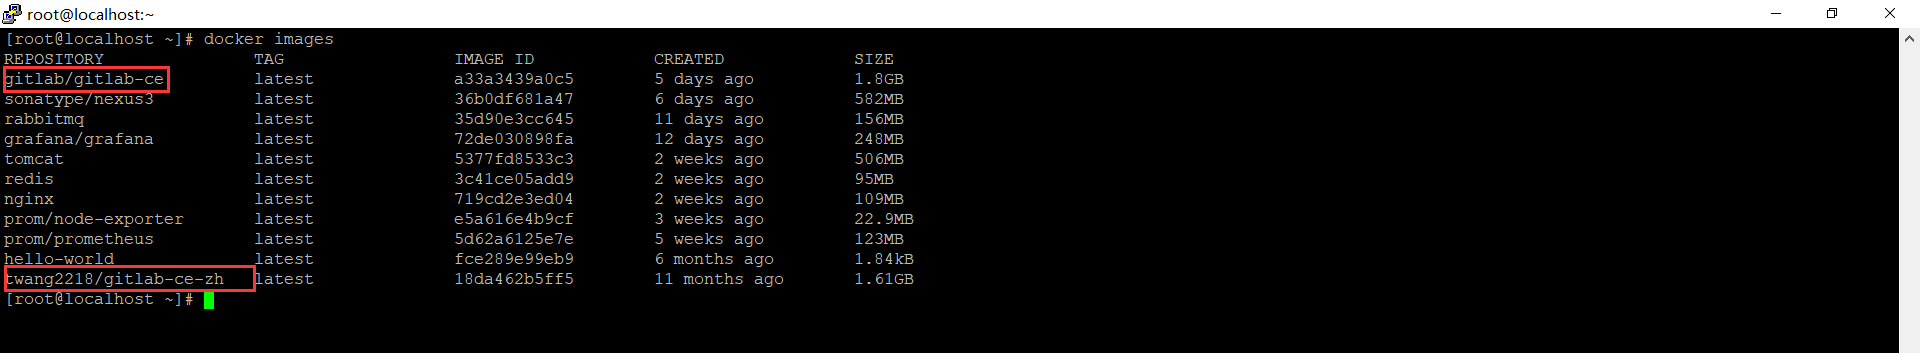 root@localhost:~
[root@localhost ~]# docker images
REPOSITORY TAG IMAGE ID CREATED SIZE
gitlab/gitlab-ce latest a33a3439a0c5 5 days ago 1.8GB
sonatype/nexus3 latest 36b0df681a47 6 days ago 582MB
rabbitmq latest 35d90e3cc645 11 days ago 156MB
grafana/grafana latest 72de030898fa 12 days ago 248MB
tomcat latest 5377fd8533c3 2 weeks ago 506MB
redis latest 3c41ce05add9 2 weeks ago 95MB
nginx latest 719cd2e3ed04 2 weeks ago 109MB
prom/node-exporter latest e5a616e4b9cf 3 weeks ago 22.9MB
prom/prometheus latest 5d62a6125e7e 5 weeks ago 123MB
hello-world latest fce289e99eb9 6 months ago 1.84kB
twang2218/gitlab-ce-zh latest 18da462b5ff5 11 months ago 1.61GB
[root@localhost ~]#